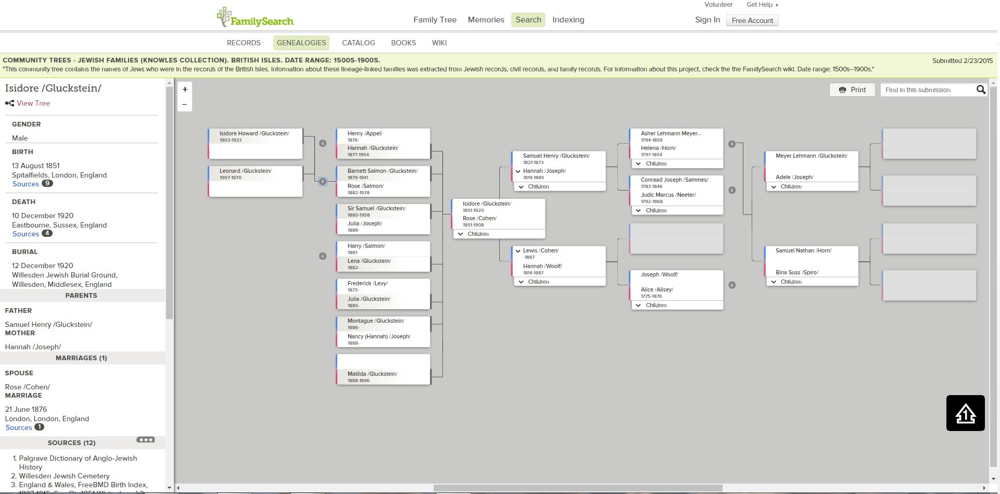 Volunteer
Get Help
FamilySearch
Family Tree
Memories
Search
Indexing
Sign In
Free Account
RECORDS
GENEALOGIES
CATALOG
BOOKS
WIKI
COMMUNITY TREES - JEWISH FAMILIES (KNOWLES COLLECTION). BRITISH ISLES. DATE RANGE: 1500S-1900S.
"This community tree contains the names of Jews who were in the records of the British Isles. Information about these lineage-linked families was extracted from Jewish records, civil records, and family records. For information about this project, check the the FamilySearch wiki. Date range: 1500s–1900s."
Submitted 2/23/2015
Isidore /Gluckstein/
View Tree
GENDER
Male
BIRTH
13 August 1851
Spitalfields, London, England
Sources 9
DEATH
10 December 1920
Eastbourne, Sussex, England
Sources 4
BURIAL
12 December 1920
Willesden Jewish Burial Ground,
Willesden, Middlesex, England
PARENTS
FATHER
Samuel Henry /Gluckstein/
MOTHER
Hannah /Joseph/
MARRIAGES (1)
SPOUSE
Rose /Cohen/
MARRIAGE
21 June 1876
London, London, England
Sources 1
SOURCES (12)
1. Palgrave Dictionary of Anglo-Jewish
History
2. Willesden Jewish Cemetery
3. England & Wales, FreeBMD Birth Index,
+
−
Print
Find in this submission
Isidore Howard /Gluckstein/
1903-1933
Leonard /Gluckstein/
1907-1970
Henry /Appel/
1876-
Hannah /Gluckstein/
1877-1954
Barnett Salmon /Gluckstein/
1879-1941
Rose /Salmon/
1882-1938
Sir Samuel /Gluckstein/
1880-1958
Julia /Joseph/
1886-
Harry /Salmon/
1881-
Lena /Gluckstein/
1882-
Frederick /Levy/
1873-
Julia /Gluckstein/
1885-
Montague /Gluckstein/
1886-
Nancy (Hannah) /Joseph/
1888-
Matilda /Gluckstein/
1888-1896
Isidore /Gluckstein/
1851-1920
Rose /Cohen/
1851-1908
Children
Samuel Henry /Gluckstein/
1821-1873
Hannah /Joseph/
1819-1885
Children
Lewis /Cohen/
-1887
Hannah /Woolf/
1814-1887
Children
Asher Lehmann Meyer...
1794-1859
Helena /Horn/
1797-1854
Children
Conraad Joseph /Sammes/
1783-1846
Judic Marcus /Neeter/
1792-1868
Children
Joseph /Woolf/
Alice /Ailsey/
1775-1876
Children
Meyer Lehmann /Gluckstein/
Adele /Joseph/
Children
Samuel Nathan /Horn/
Bina Suss /Spiro/
Children
1